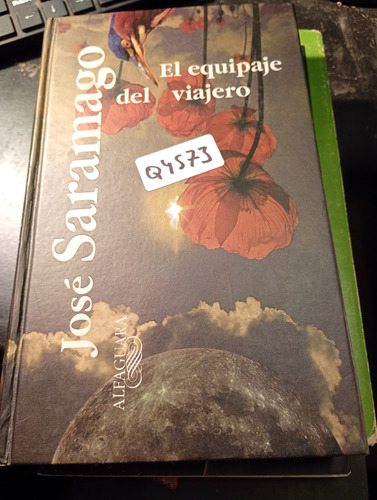 José Saramago
El equipaje
del viajero
Q4573
ALFAGUARA